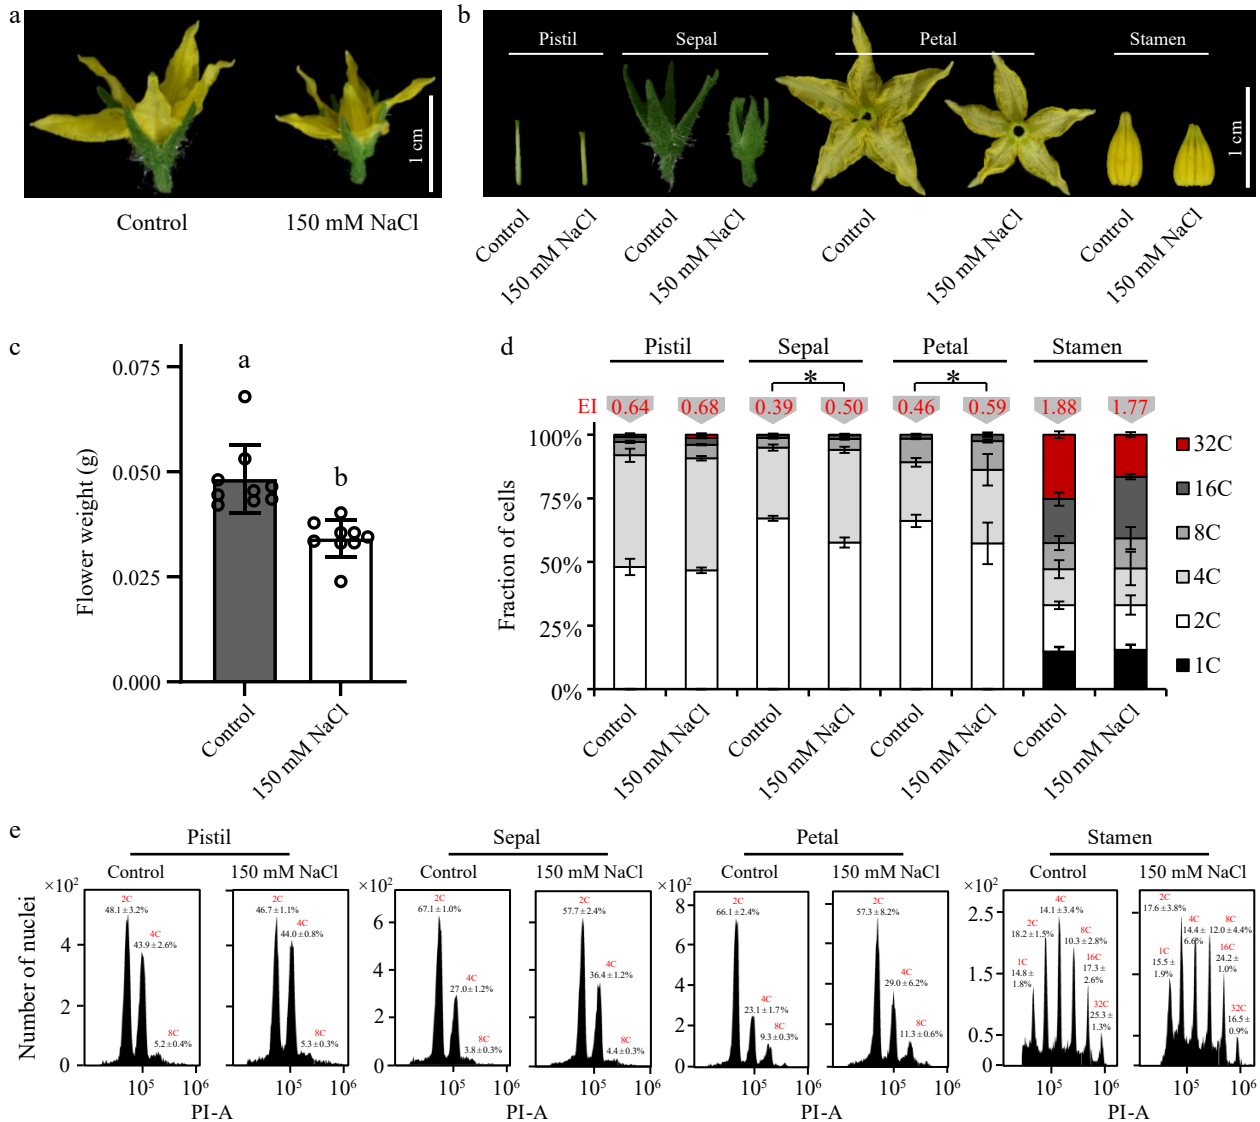 a
1 cm
Control
150 mM NaCl
b
Pistil
Sepal
Petal
Stamen
1 cm
Control
150 mM NaCl
Control
150 mM NaCl
Control
150 mM NaCl
Control
150 mM NaCl
c
Flower weight (g)
0.075
0.050
0.025
0.000
a
b
Control
150 mM NaCl
d
Pistil
Sepal
Petal
Stamen
*
*
EI
0.64
0.68
0.39
0.50
0.46
0.59
1.88
1.77
Fraction of cells
100%
75%
50%
25%
0%
32C
16C
8C
4C
2C
1C
Control
150 mM NaCl
Control
150 mM NaCl
Control
150 mM NaCl
Control
150 mM NaCl
e
Number of nuclei
Pistil
Control
×10²
4
2
0
2C
48.1 ± 3.2%
4C
43.9 ± 2.6%
8C
5.2 ± 0.4%
150 mM NaCl
2C
46.7 ± 1.1%
4C
44.0 ± 0.8%
8C
5.3 ± 0.3%
10⁵
10⁶
10⁵
10⁶
PI-A
Sepal
Control
×10²
6
4
2
0
2C
67.1 ± 1.0%
4C
27.0 ± 1.2%
8C
3.8 ± 0.3%
150 mM NaCl
2C
57.7 ± 2.4%
4C
36.4 ± 1.2%
8C
4.4 ± 0.3%
10⁵
10⁶
10⁵
10⁶
PI-A
Petal
Control
×10²
8
6
4
2
0
2C
66.1 ± 2.4%
4C
23.1 ± 1.7%
8C
9.3 ± 0.3%
150 mM NaCl
2C
57.3 ± 8.2%
4C
29.0 ± 6.2%
8C
11.3 ± 0.6%
10⁵
10⁶
10⁵
10⁶
PI-A
Stamen
Control
×10²
2.5
1.5
0.5
0
4C
14.1 ± 3.4%
2C
18.2 ± 1.5%
8C
10.3 ± 2.8%
1C
14.8 ±
1.8%
16C
17.3 ±
2.6%
32C
25.3 ±
1.3%
150 mM NaCl
2C
17.6 ± 3.8%
4C
14.4 ±
6.6%
8C
12.0 ± 4.4%
1C
15.5 ±
1.9%
16C
24.2 ±
1.0%
32C
16.5 ±
0.9%
10⁵
10⁶
10⁵
10⁶
PI-A